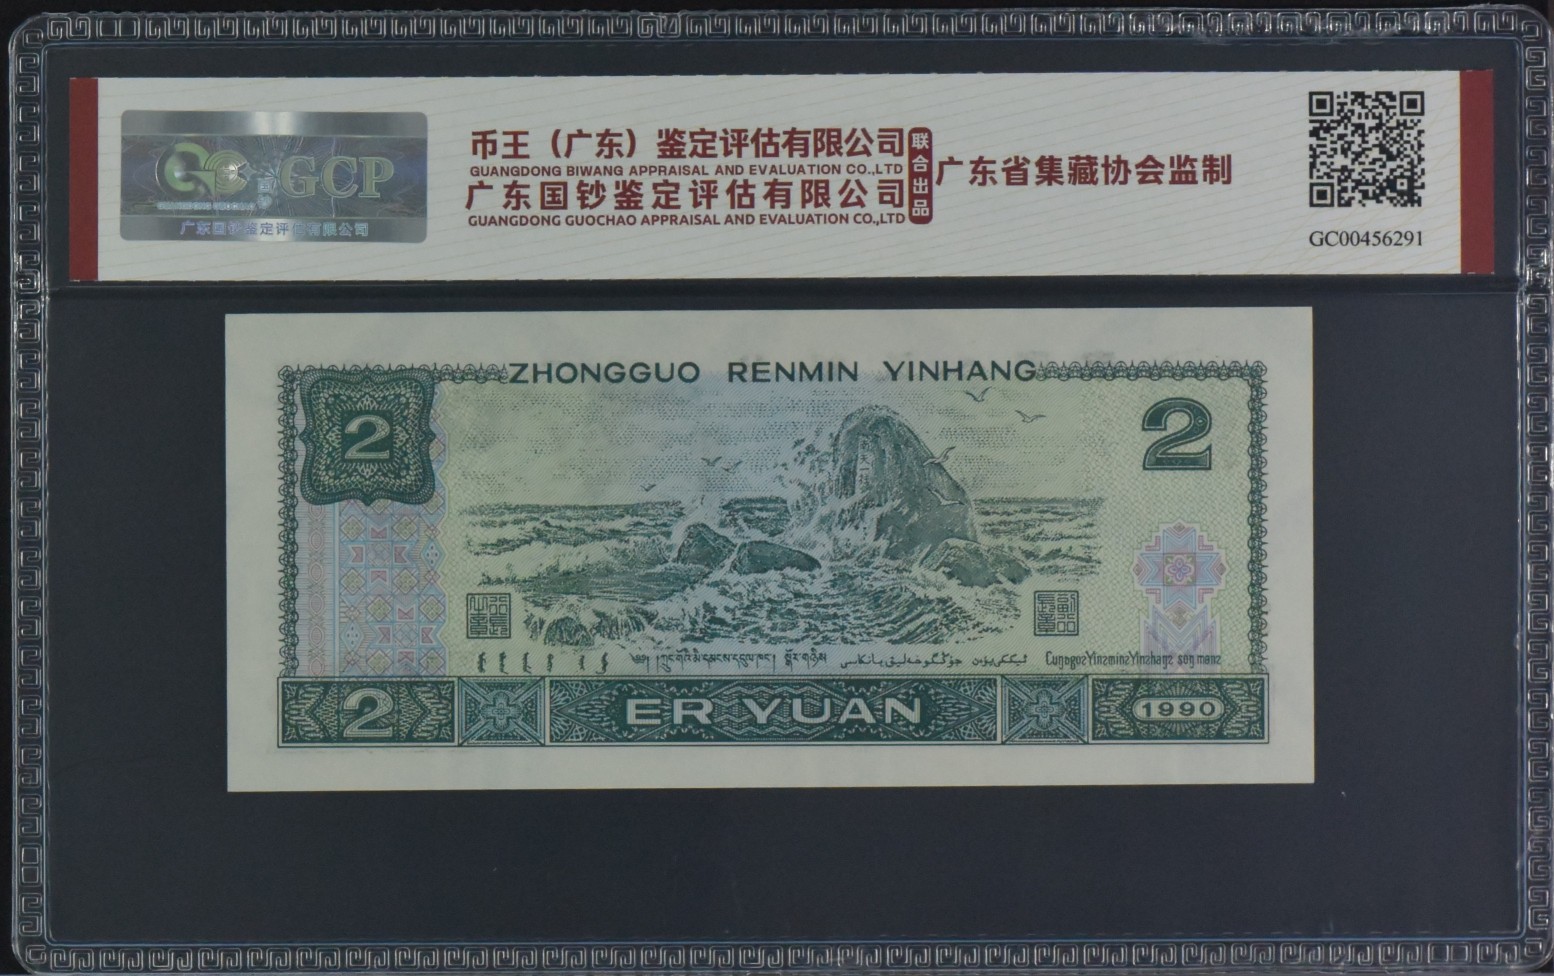 GCP
广东国钞鉴定评估有限公司
币王（广东）鉴定评估有限公司
GUANGDONG BIWANG APPRAISAL AND EVALUATION CO.,LTD
广东国钞鉴定评估有限公司
GUANGDONG GUOCHAO APPRAISAL AND EVALUATION CO.,LTD
联合出品
广东省集藏协会监制
GC00456291
ZHONGGUO RENMIN YINHANG
2
2
Cuŋƣgoz Yinzminz Yinzhaŋz
2
ER YUAN
1990